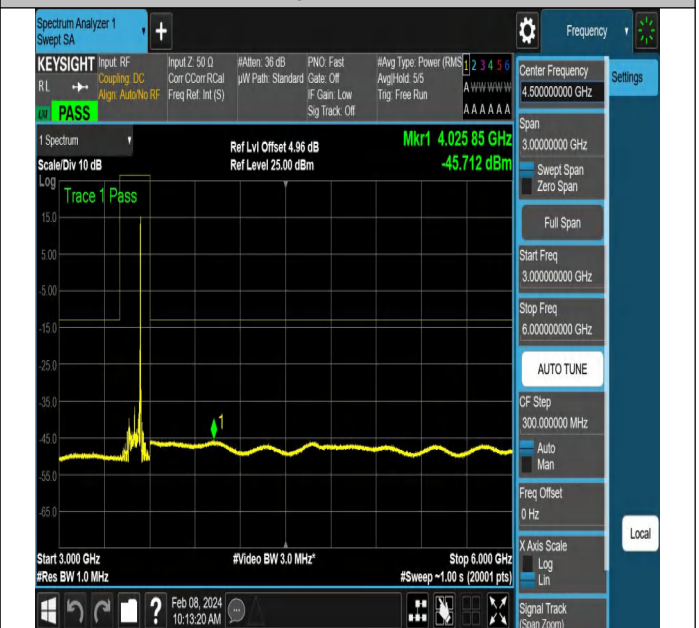 Spectrum Analyzer 1
Swept SA
+
Frequency
KEYSIGHT
RL
PASS
Input: RF
Coupling: DC
Align: Auto/No RF
Input Z: 50 Ω
Corr CCorr RCal
Freq Ref: Int (S)
#Atten: 36 dB
µW Path: Standard
PNO: Fast
Gate: Off
IF Gain: Low
Sig Track: Off
#Avg Type: Power (RMS
Avg|Hold: 5/5
Trig: Free Run
1 2 3 4 5 6
A W W W W W
A A A A A A
1 Spectrum
Scale/Div 10 dB
Ref Lvl Offset 4.96 dB
Ref Level 25.00 dBm
Mkr1 4.025 85 GHz
-45.712 dBm
Log
Trace 1 Pass
15.0
5.00
-5.00
-15.0
-25.0
-35.0
-45.0
-55.0
-65.0
1
Start 3.000 GHz
#Res BW 1.0 MHz
#Video BW 3.0 MHz*
Stop 6.000 GHz
#Sweep ~1.00 s (20001 pts)
?
Feb 08, 2024
10:13:20 AM
Center Frequency
4.500000000 GHz
Settings
Span
3.00000000 GHz
Swept Span
Zero Span
Full Span
Start Freq
3.000000000 GHz
Stop Freq
6.000000000 GHz
AUTO TUNE
CF Step
300.000000 MHz
Auto
Man
Freq Offset
0 Hz
Local
X Axis Scale
Log
Lin
Signal Track
(Span Zoom)